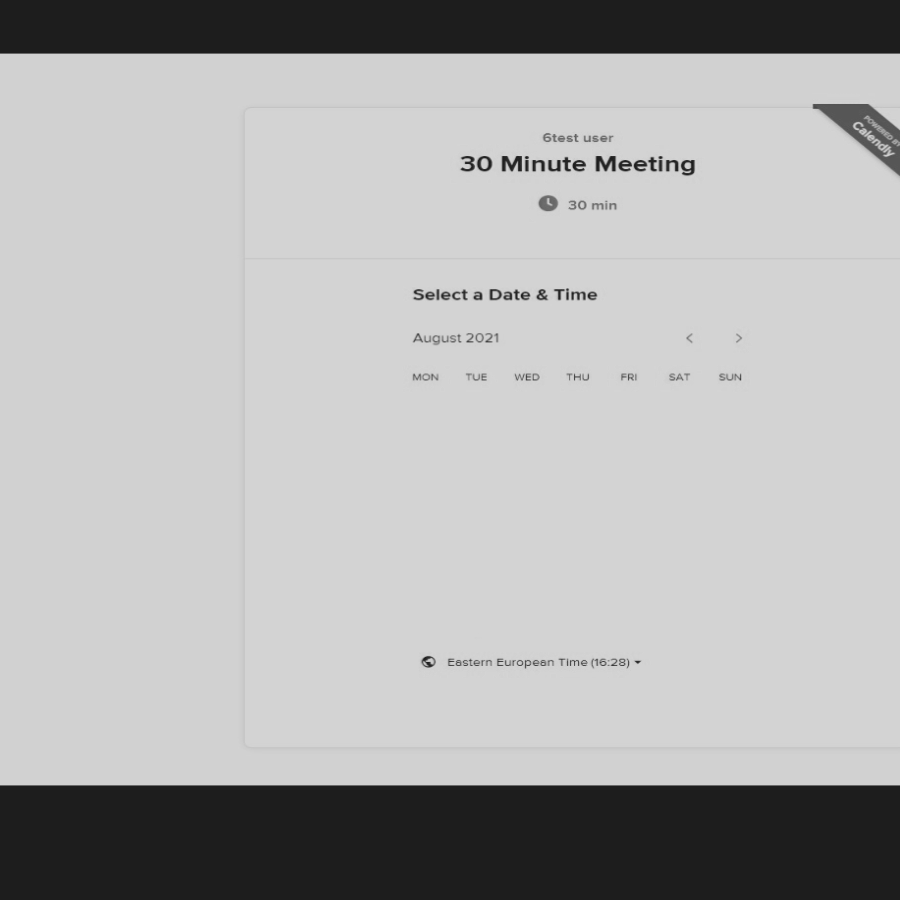 POWERED BY
Calendly
6test user
30 Minute Meeting
30 min
Select a Date & Time
August 2021
MON TUE WED THU FRI SAT SUN
Eastern European Time (16:28)